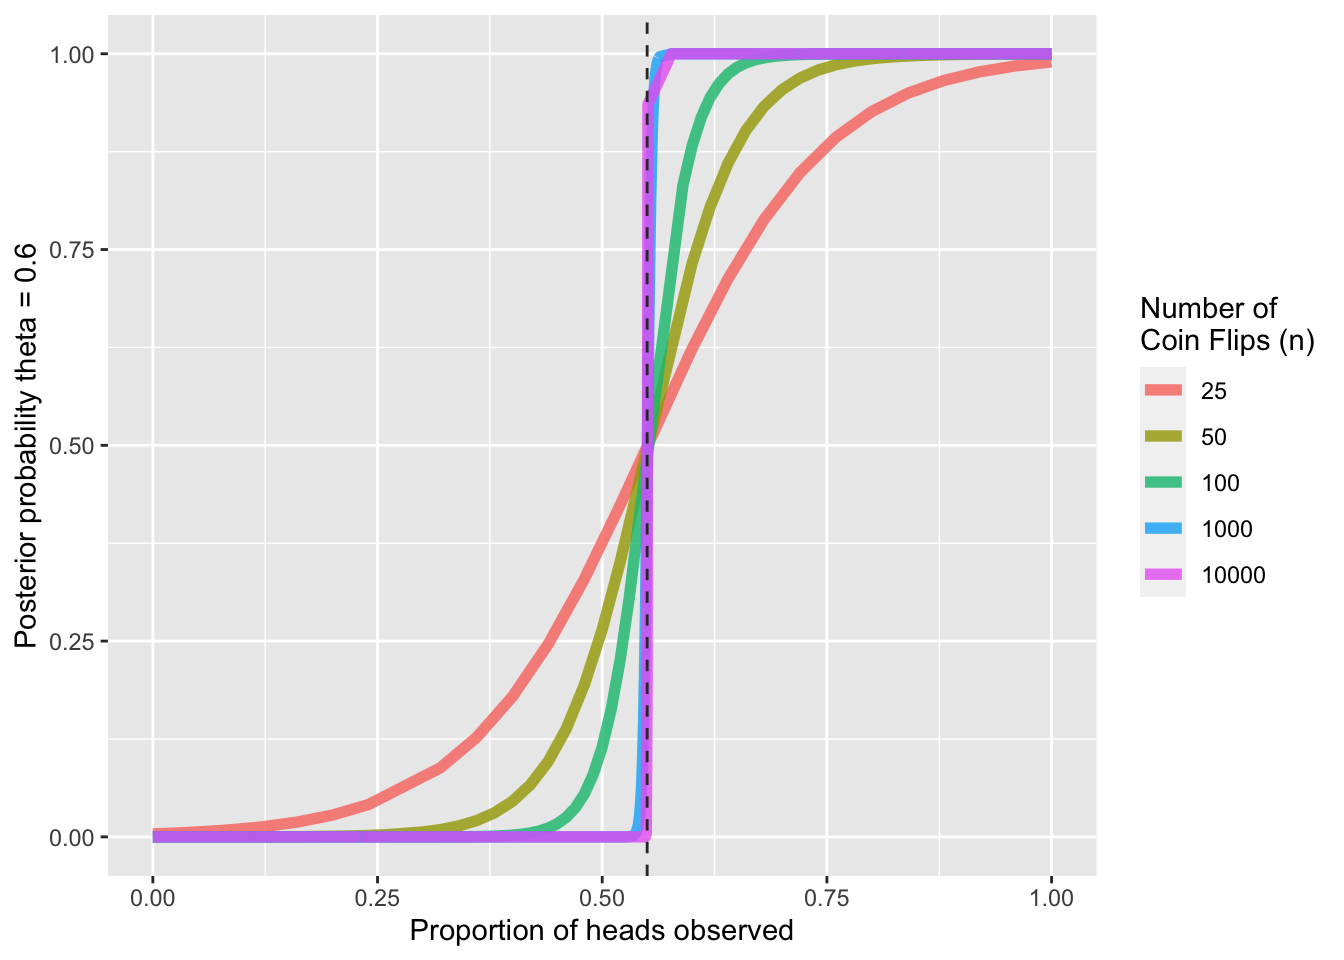 1.00
0.75
0.50
0.25
0.00
Posterior probability theta = 0.6
0.00 0.25 0.50 0.75 1.00
Proportion of heads observed
Number of
Coin Flips (n)
25
50
100
1000
10000